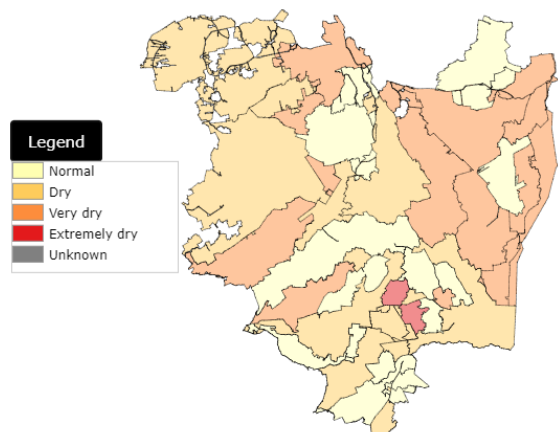 Legend
Normal
Dry
Very dry
Extremely dry
Unknown